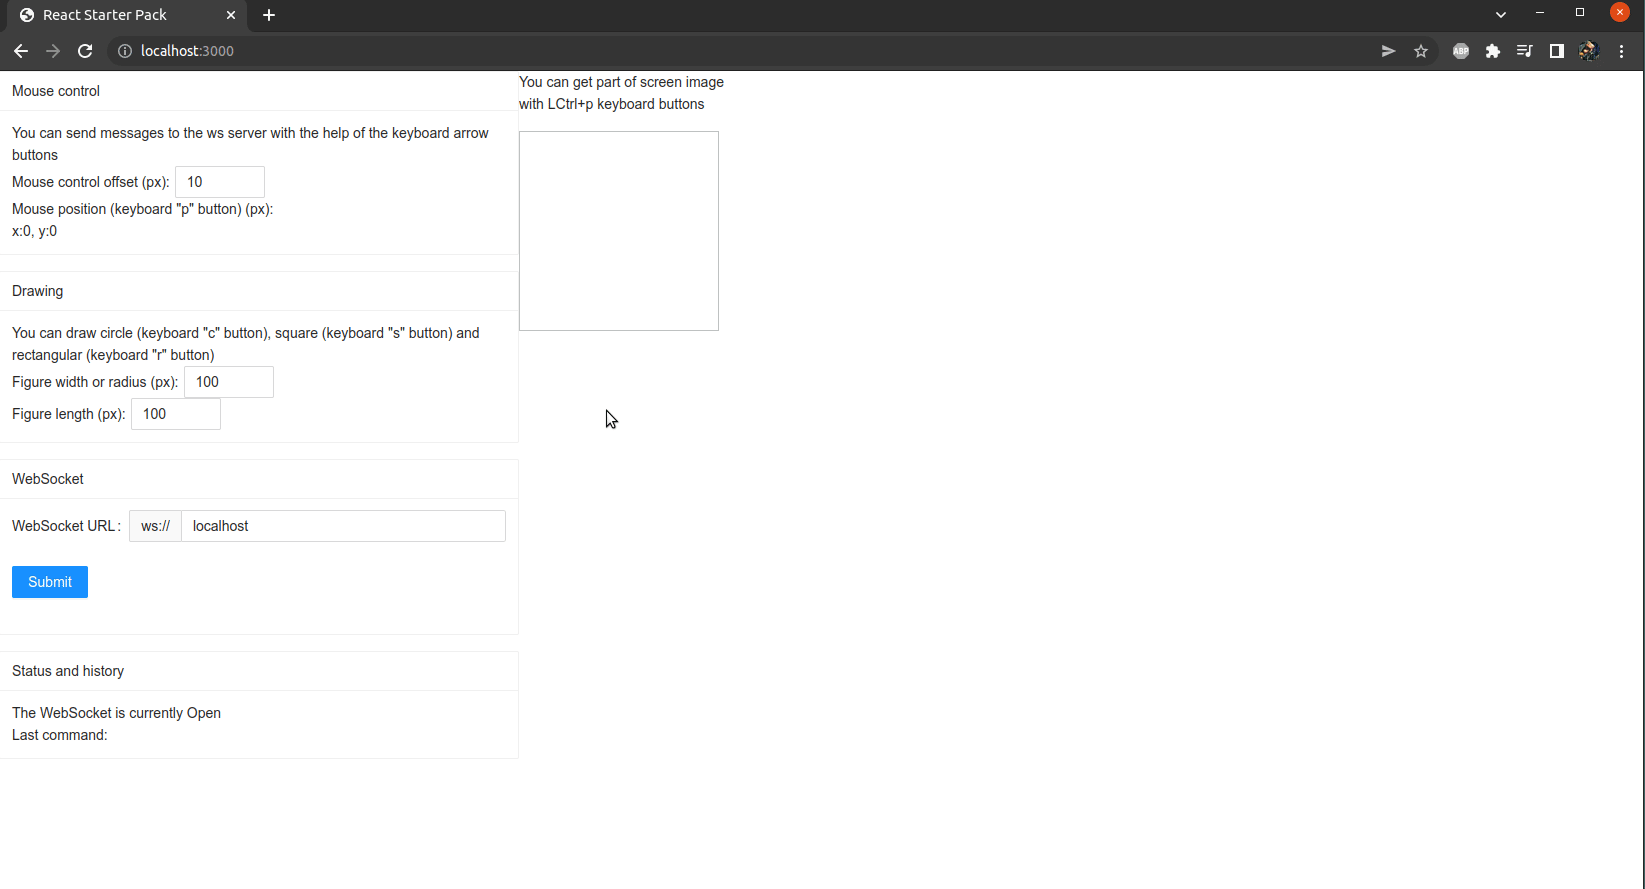 React Starter Pack
localhost:3000
ABP
Mouse control
You can send messages to the ws server with the help of the keyboard arrow
buttons
Mouse control offset (px): 10
Mouse position (keyboard "p" button) (px):
x:0, y:0
Drawing
You can draw circle (keyboard "c" button), square (keyboard "s" button) and
rectangular (keyboard "r" button)
Figure width or radius (px): 100
Figure length (px): 100
WebSocket
WebSocket URL: ws:// localhost
Submit
Status and history
The WebSocket is currently Open
Last command:
You can get part of screen image
with LCtrl+p keyboard buttons